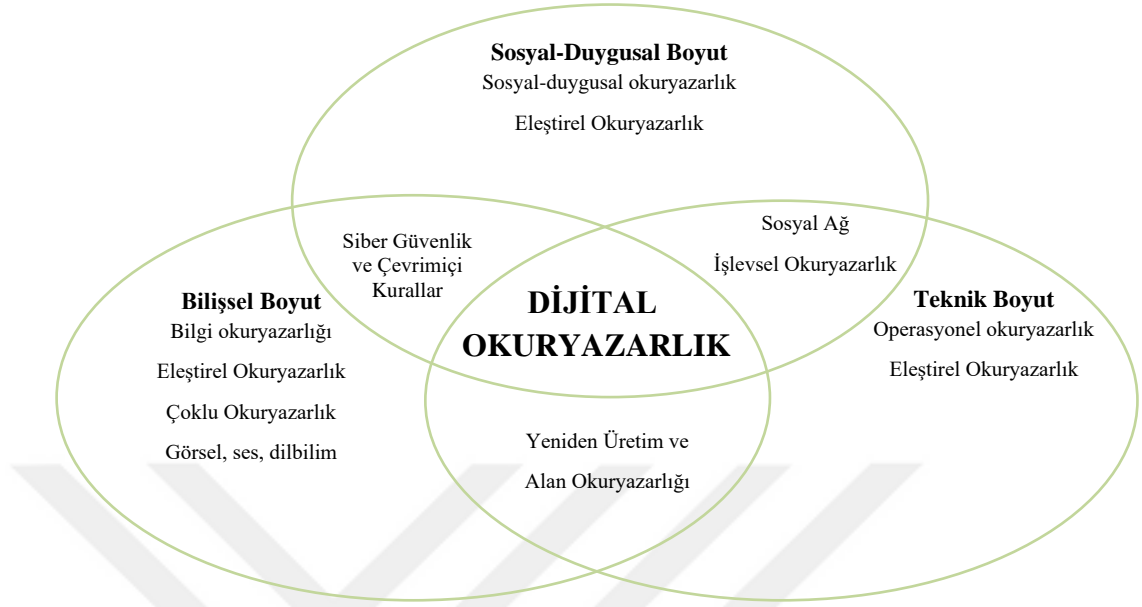 Sosyal-Duygusal Boyut
Sosyal-duygusal okuryazarlık
Eleştirel Okuryazarlık
Siber Güvenlik
ve Çevrimiçi
Kurallar
Sosyal Ağ
İşlevsel Okuryazarlık
Bilişsel Boyut
Bilgi okuryazarlığı
Eleştirel Okuryazarlık
Çoklu Okuryazarlık
Görsel, ses, dilbilim
DİJİTAL
OKURYAZARLIK
Teknik Boyut
Operasyonel okuryazarlık
Eleştirel Okuryazarlık
Yeniden Üretim ve
Alan Okuryazarlığı